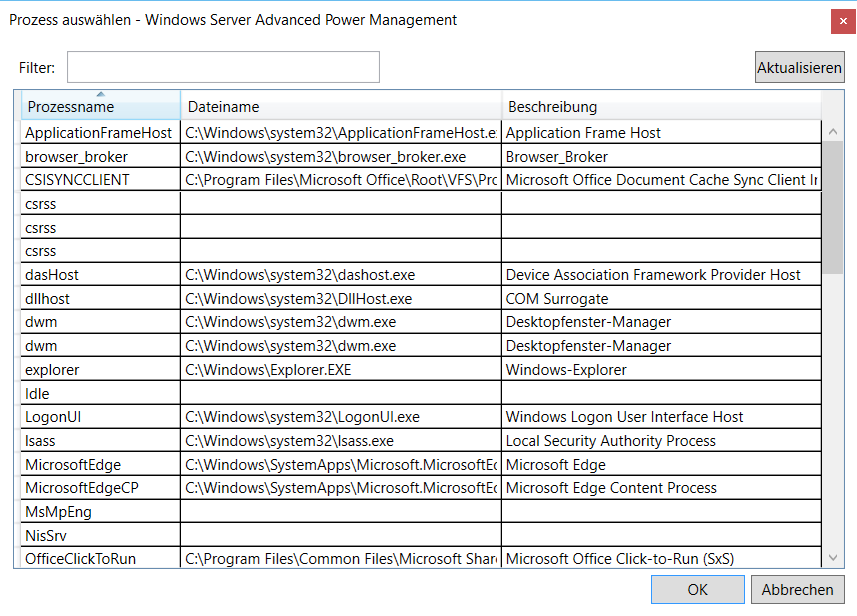 Prozess auswählen - Windows Server Advanced Power Management
Filter: Aktualisieren
Prozessname Dateiname Beschreibung
ApplicationFrameHost C:\Windows\system32\ApplicationFrameHost.e Application Frame Host
browser_broker C:\Windows\system32\browser_broker.exe Browser_Broker
CSISYNCCLIENT C:\Program Files\Microsoft Office\Root\VFS\Pro Microsoft Office Document Cache Sync Client In
csrss
csrss
csrss
dasHost C:\Windows\system32\dashost.exe Device Association Framework Provider Host
dllhost C:\Windows\system32\DllHost.exe COM Surrogate
dwm C:\Windows\system32\dwm.exe Desktopfenster-Manager
dwm C:\Windows\system32\dwm.exe Desktopfenster-Manager
explorer C:\Windows\Explorer.EXE Windows-Explorer
Idle
LogonUI C:\Windows\system32\LogonUI.exe Windows Logon User Interface Host
lsass C:\Windows\system32\lsass.exe Local Security Authority Process
MicrosoftEdge C:\Windows\SystemApps\Microsoft.MicrosoftEd Microsoft Edge
MicrosoftEdgeCP C:\Windows\SystemApps\Microsoft.MicrosoftEd Microsoft Edge Content Process
MsMpEng
NisSrv
OfficeClickToRun C:\Program Files\Common Files\Microsoft Shar Microsoft Office Click-to-Run (SxS)
OK Abbrechen